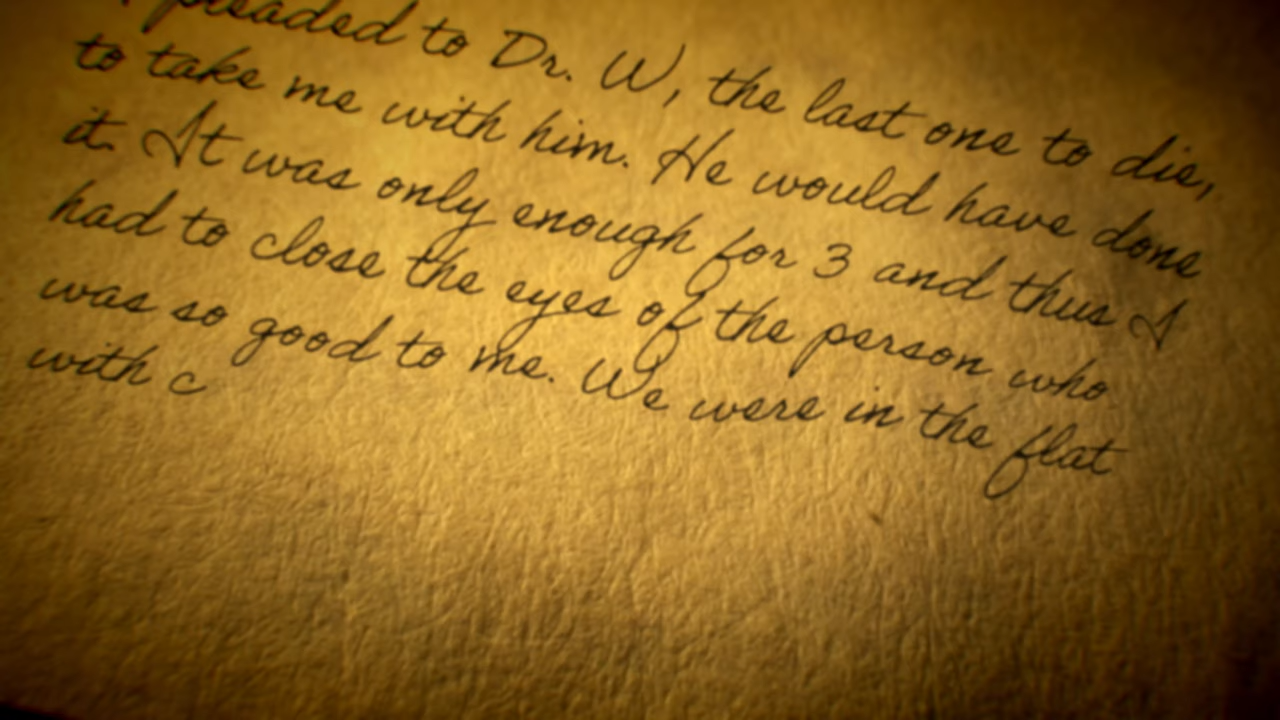 I pleaded to Dr. W, the last one to die,
to take me with him. He would have done
it. It was only enough for 3 and thus I
had to close the eyes of the person who
was so good to me. We were in the flat
with c